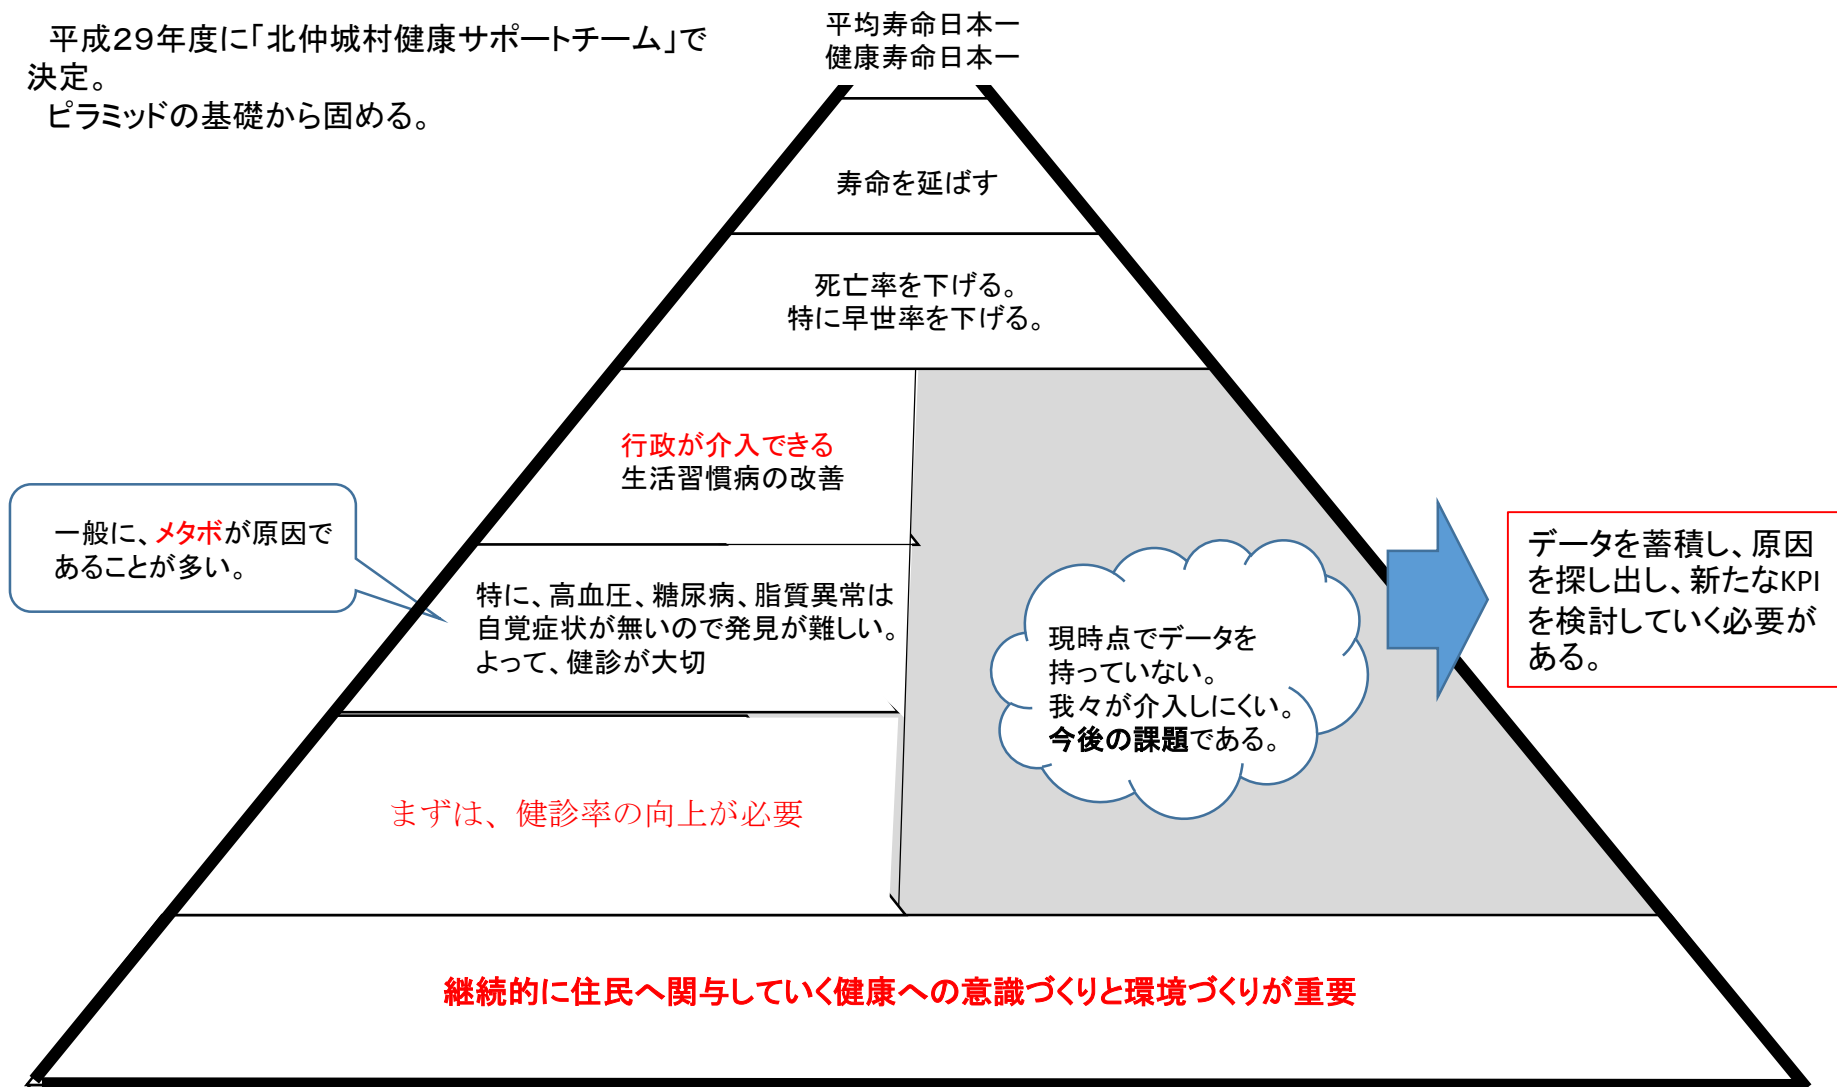 平成29年度に「北仲城村健康サポートチーム」で
決定。
ピラミッドの基礎から固める。
平均寿命日本一
健康寿命日本一
寿命を延ばす
死亡率を下げる。
特に早世率を下げる。
行政が介入できる
生活習慣病の改善
一般に、メタボが原因で
あることが多い。
特に、高血圧、糖尿病、脂質異常は
自覚症状が無いので発見が難しい。
よって、健診が大切
現時点でデータを
持っていない。
我々が介入しにくい。
今後の課題である。
データを蓄積し、原因
を探し出し、新たなKPI
を検討していく必要が
ある。
まずは、健診率の向上が必要
継続的に住民へ関与していく健康への意識づくりと環境づくりが重要